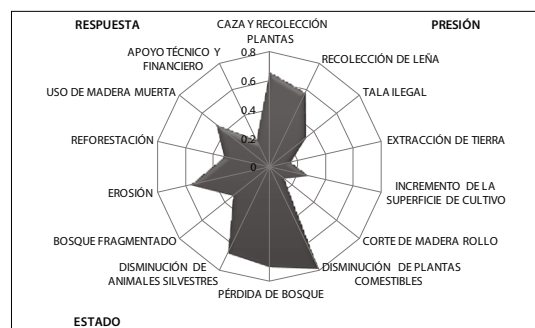 RESPUESTA
CAZA Y RECOLECCIÓN
PLANTAS
PRESIÓN
APOYO TÉCNICO Y
FINANCIERO
RECOLECCIÓN DE LEÑA
USO DE MADERA MUERTA
TALA ILEGAL
REFORESTACIÓN
EXTRACCIÓN DE TIERRA
EROSIÓN
INCREMENTO DE LA
SUPERFICIE DE CULTIVO
BOSQUE FRAGMENTADO
CORTE DE MADERA ROLLO
DISMINUCIÓN DE
ANIMALES SILVESTRES
DISMINUCIÓN DE PLANTAS
COMESTIBLES
PÉRDIDA DE BOSQUE
ESTADO
0.8
0.6
0.4
0.2
0